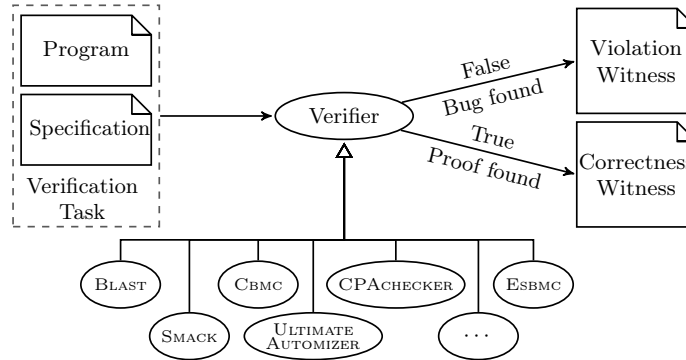 Program
Specification
Verification
Task
Verifier
False
Bug found
True
Proof found
Violation
Witness
Correctnes
Witness
BLAST
CBMC
CPACHECKER
ESBMC
SMACK
ULTIMATE
AUTOMIZER
...